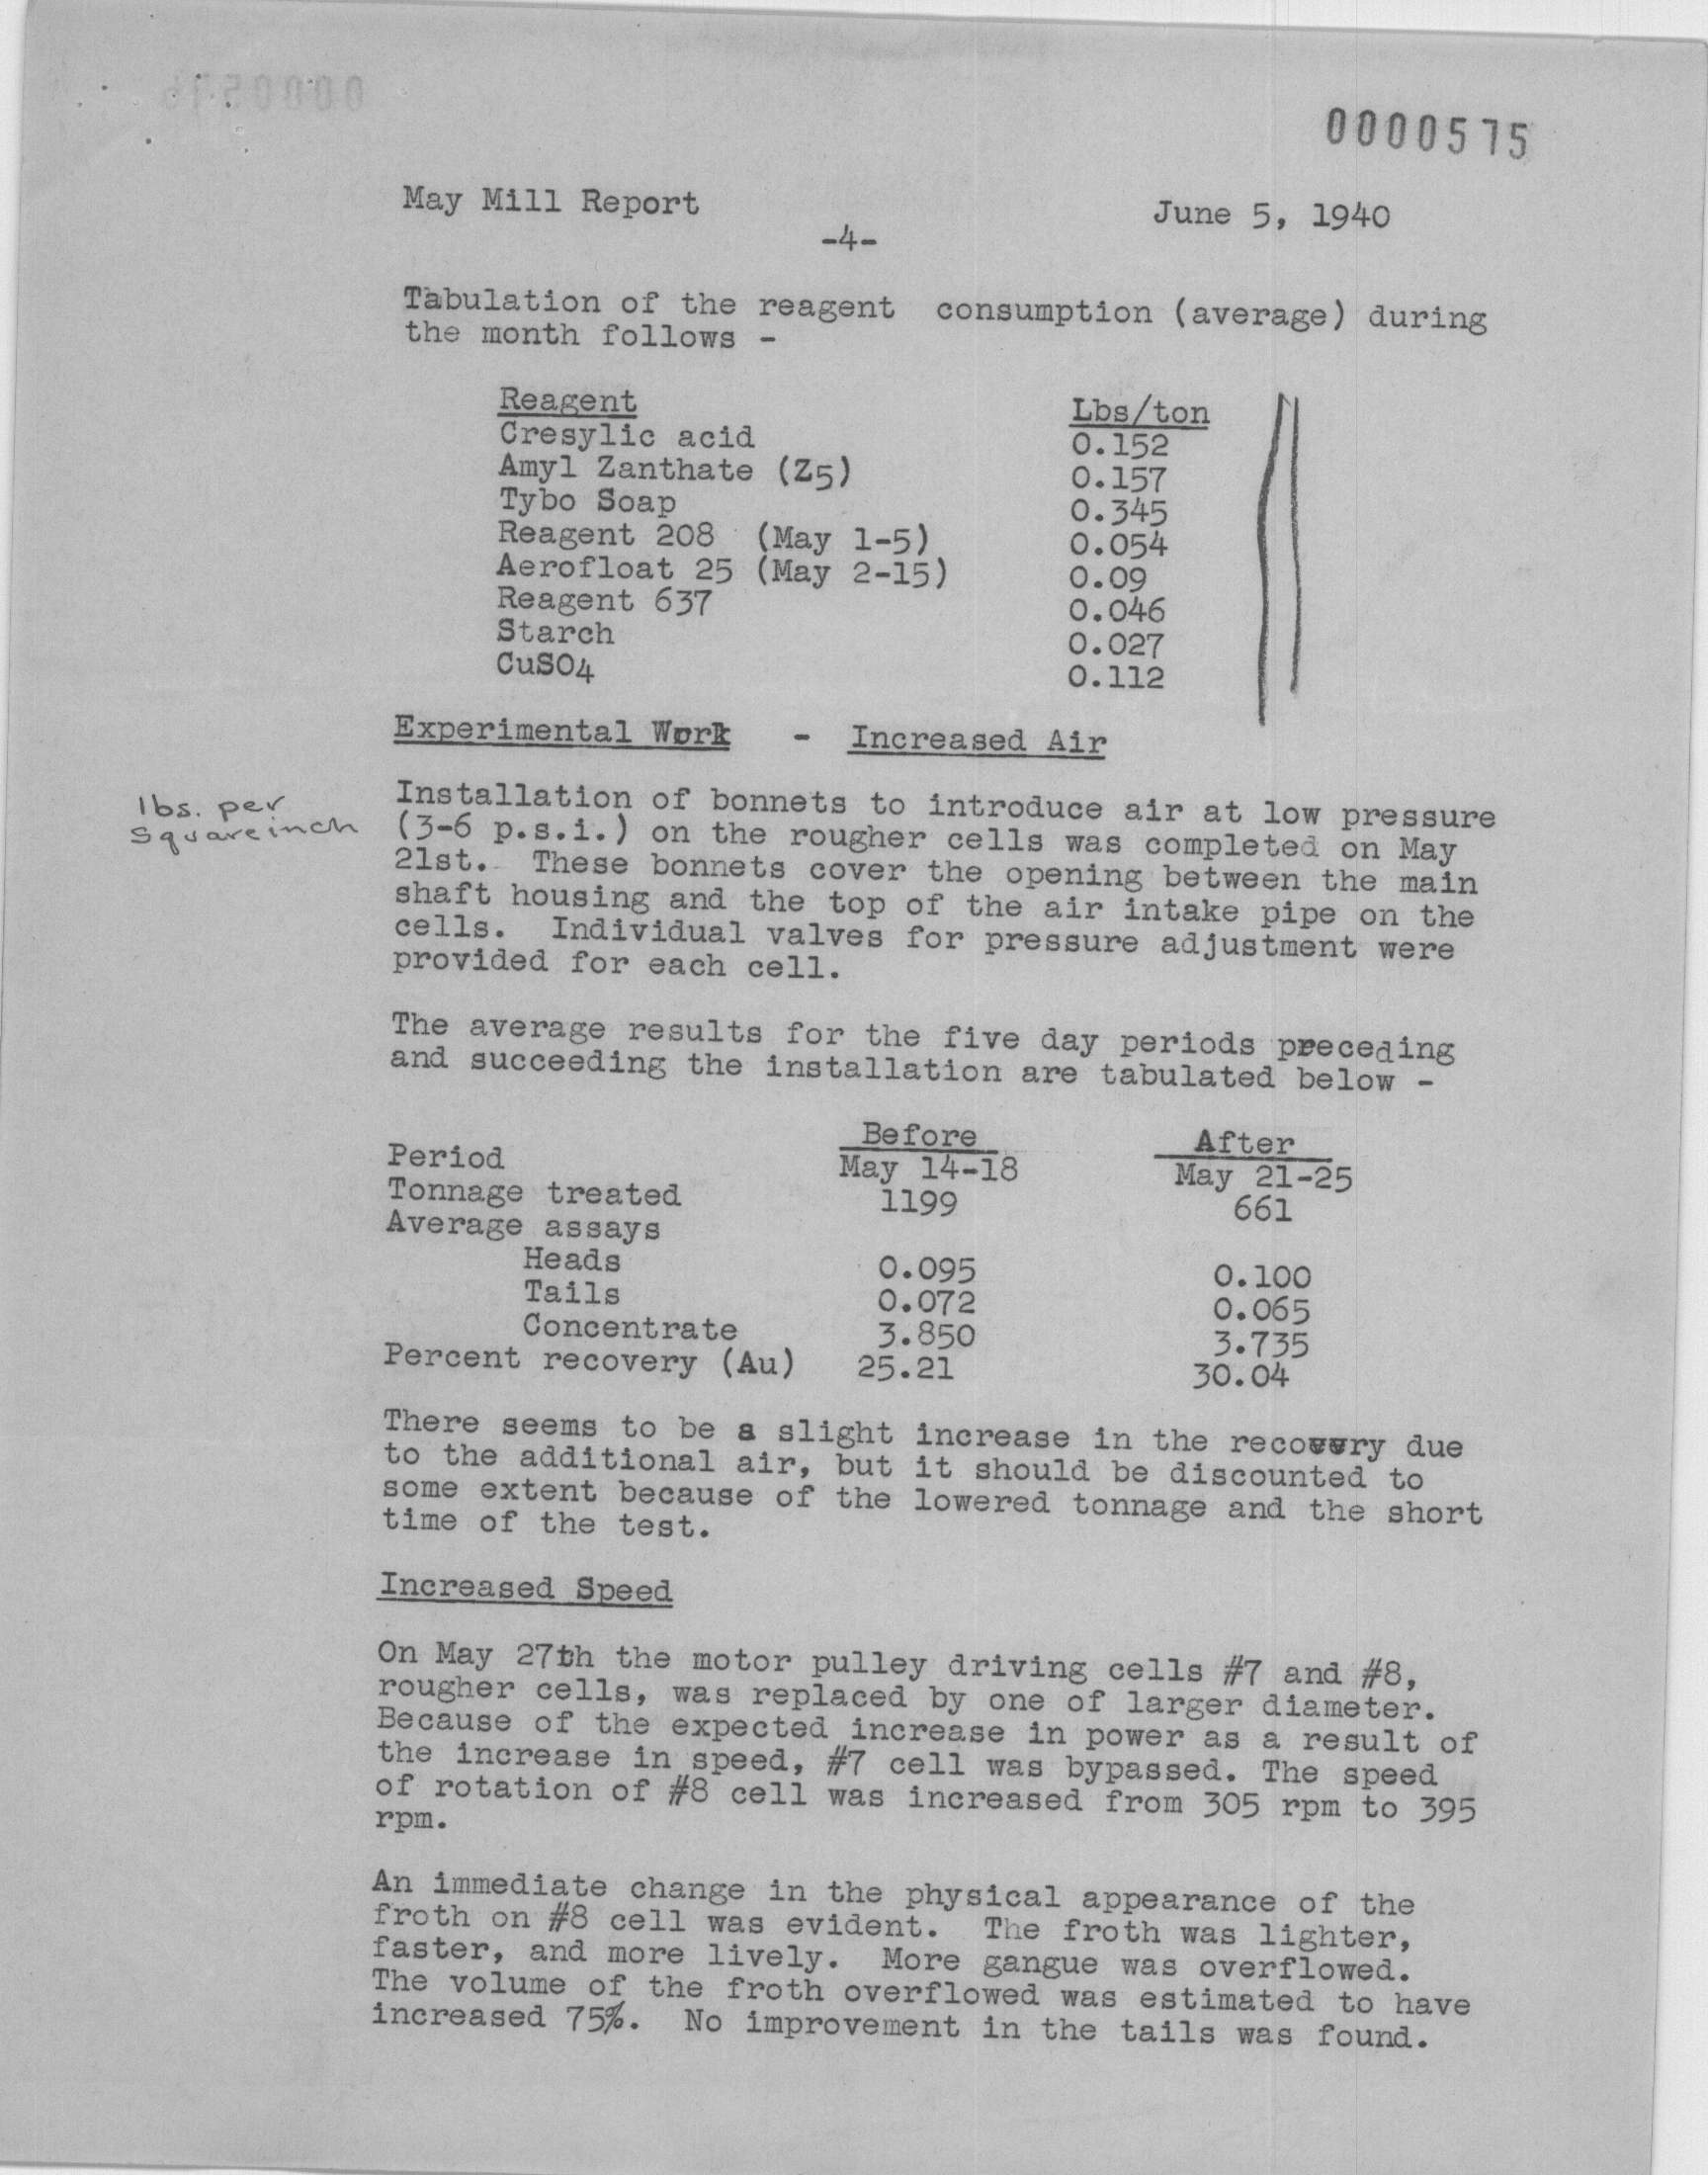 0000575
May Mill Report June 5, 1940
-4-
Tabulation of the reagent consumption (average) during
the month follows -
Reagent Lbs/ton
Cresylic acid 0.152
Amyl Zanthate (Z5) 0.157
Tybo Soap 0.345
Reagent 208 (May 1-5) 0.054
Aerofloat 25 (May 2-15) 0.09
Reagent 637 0.046
Starch 0.027
CuSO4 0.112
Experimental Work - Increased Air
lbs. per
square inch
Installation of bonnets to introduce air at low pressure
(3-6 p.s.i.) on the rougher cells was completed on May
21st. These bonnets cover the opening between the main
shaft housing and the top of the air intake pipe on the
cells. Individual valves for pressure adjustment were
provided for each cell.
The average results for the five day periods preceding
and succeeding the installation are tabulated below -
Before After
Period May 14-18 May 21-25
Tonnage treated 1199 661
Average assays
Heads 0.095 0.100
Tails 0.072 0.065
Concentrate 3.850 3.735
Percent recovery (Au) 25.21 30.04
There seems to be a slight increase in the recovery due
to the additional air, but it should be discounted to
some extent because of the lowered tonnage and the short
time of the test.
Increased Speed
On May 27th the motor pulley driving cells #7 and #8,
rougher cells, was replaced by one of larger diameter.
Because of the expected increase in power as a result of
the increase in speed, #7 cell was bypassed. The speed
of rotation of #8 cell was increased from 305 rpm to 395
rpm.
An immediate change in the physical appearance of the
froth on #8 cell was evident. The froth was lighter,
faster, and more lively. More gangue was overflowed.
The volume of the froth overflowed was estimated to have
increased 75%. No improvement in the tails was found.